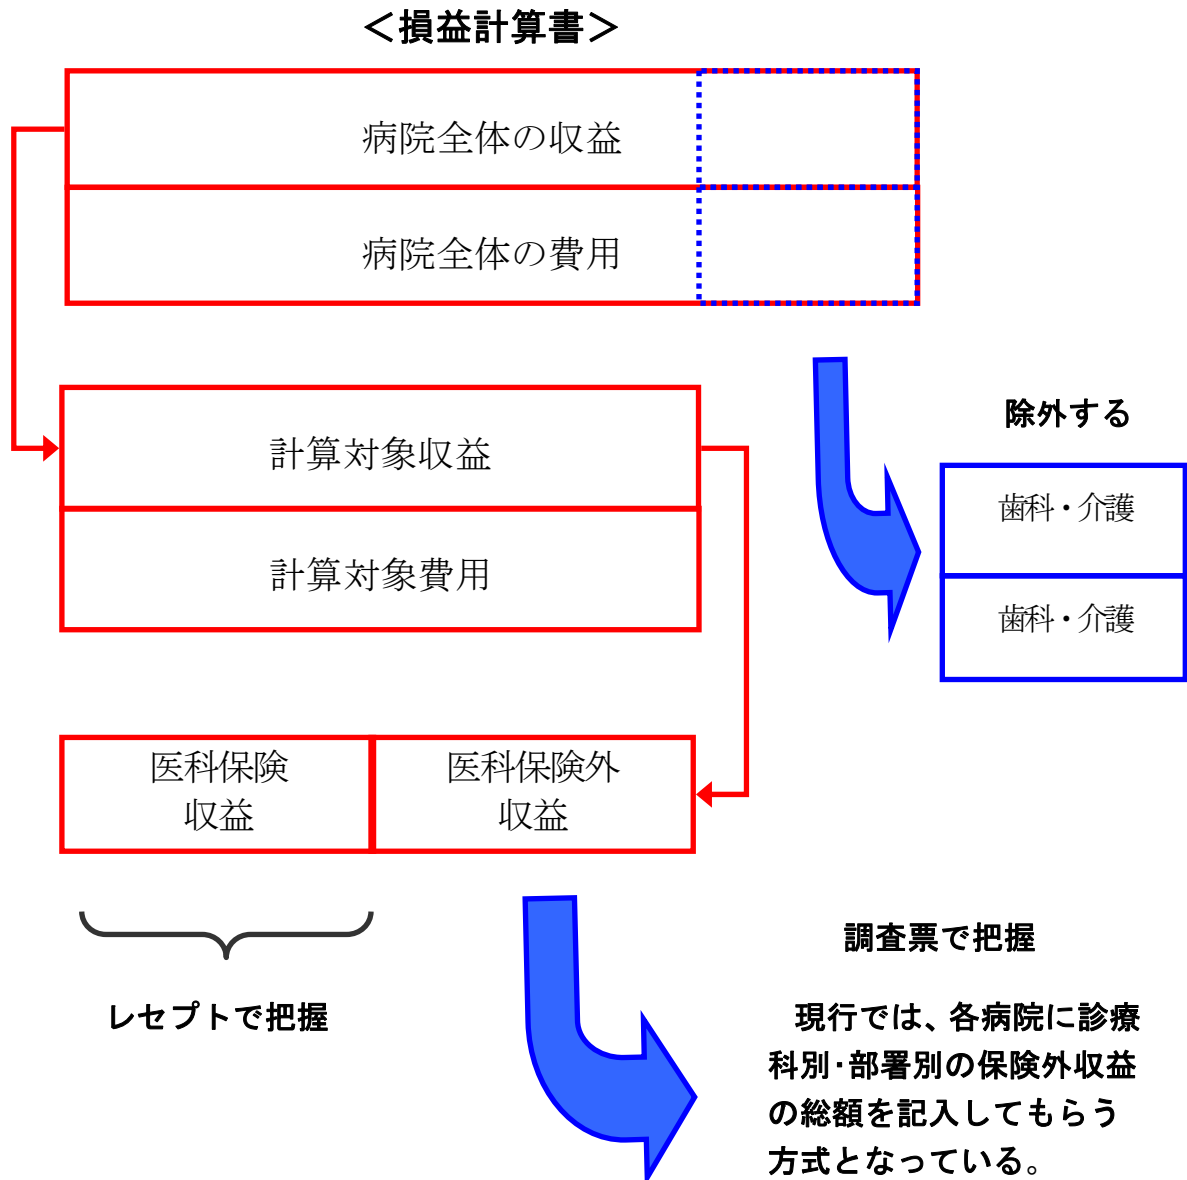 ＜損益計算書＞
病院全体の収益
病院全体の費用
除外する
計算対象収益
計算対象費用
歯科・介護
歯科・介護
医科保険
収益
医科保険外
収益
レセプトで把握
調査票で把握
現行では、各病院に診療
科別・部署別の保険外収益
の総額を記入してもらう
方式となっている。